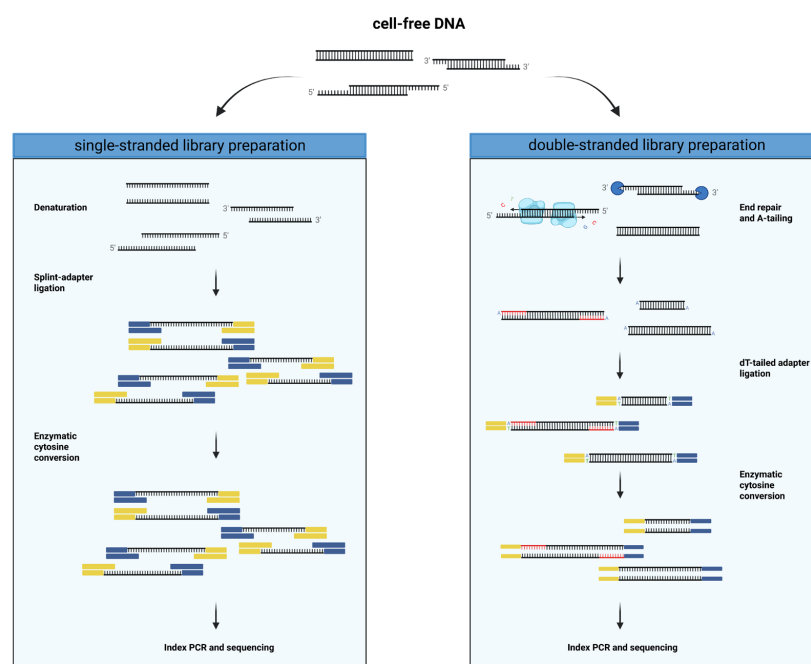 cell-free DNA
3'
3'
5'
5'
single-stranded library preparation
double-stranded library preparation
Denaturation
3'
3'
5'
5'
3'
3'
5'
5'
End repair
and A-tailing
Splint-adapter
ligation
A
A
A
A
A
A
dT-tailed adapter
ligation
Enzymatic
cytosine
conversion
A
T
T
A
A
T
T
A
A
T
T
A
Enzymatic
cytosine
conversion
Index PCR and sequencing
Index PCR and sequencing